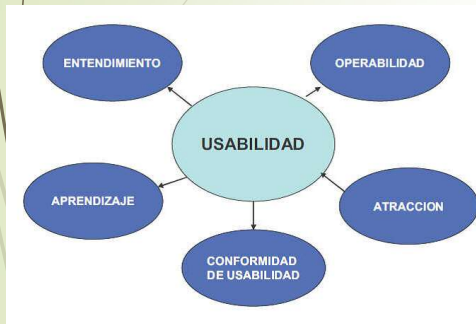 ENTENDIMIENTO
OPERABILIDAD
USABILIDAD
APRENDIZAJE
ATRACCION
CONFORMIDAD
DE USABILIDAD